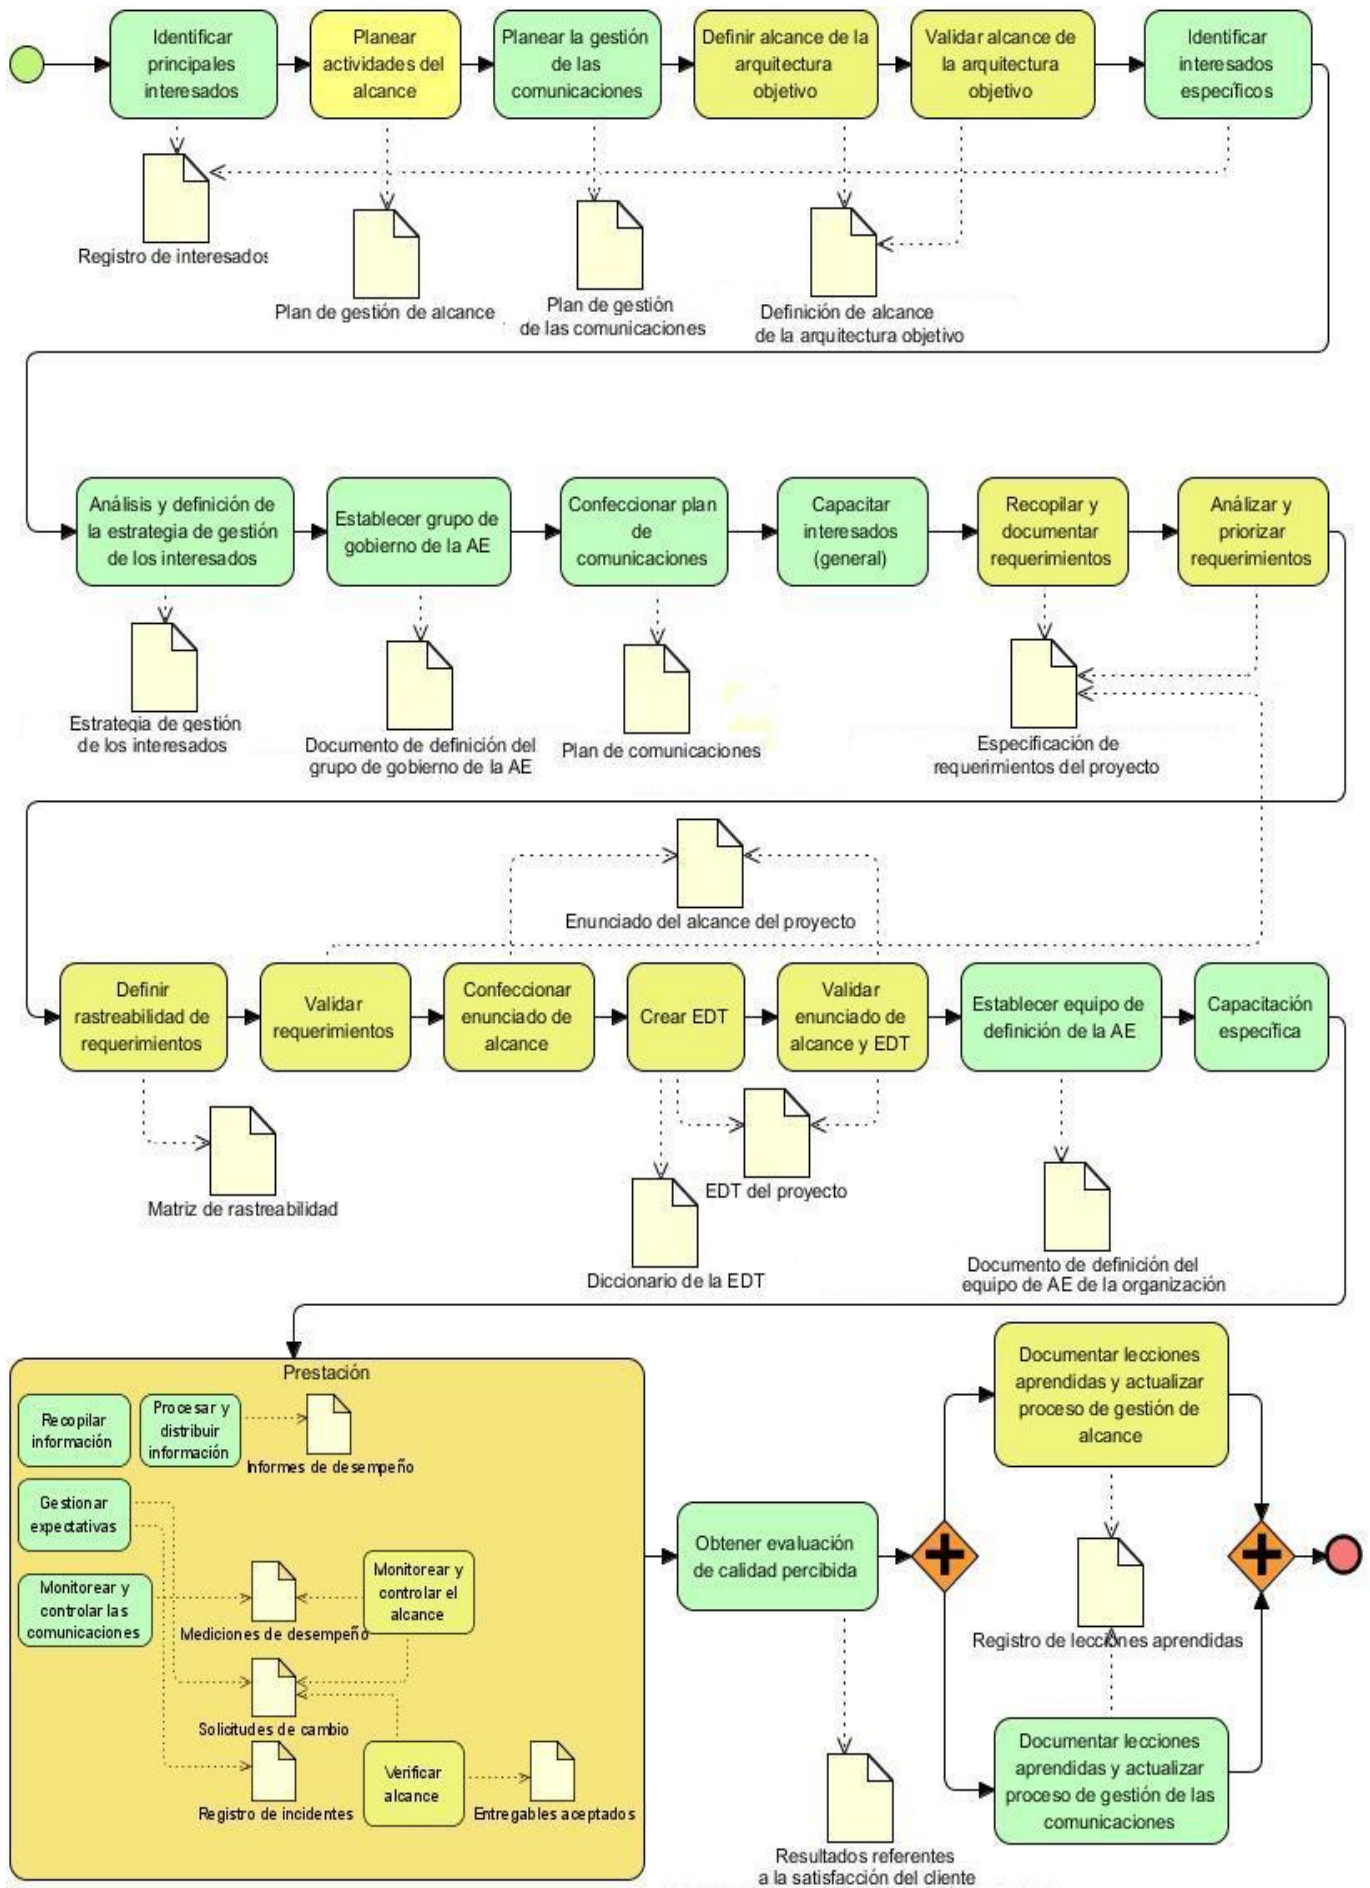 Identificar
principales
interesados
Planear
actividades del
alcance
Planear la gestión
de las
comunicaciones
Definir alcance de la
arquitectura
objetivo
Validar alcance de
la arquitectura
objetivo
Identificar
interesados
específicos
Registro de interesados
Plan de gestión de alcance
Plan de gestión
de las comunicaciones
Definición de alcance
de la arquitectura objetivo
Análisis y definición de
la estrategia de gestión
de los interesados
Establecer grupo de
gobierno de la AE
Confeccionar plan
de
comunicaciones
Capacitar
interesados
(general)
Recopilar y
documentar
requerimientos
Análizar y
priorizar
requerimientos
Estrategia de gestión
de los interesados
Documento de definición del
grupo de gobierno de la AE
Plan de comunicaciones
Especificación de
requerimientos del proyecto
Enunciado del alcance del proyecto
Definir
rastreabilidad de
requerimientos
Validar
requerimientos
Confeccionar
enunciado de
alcance
Crear EDT
Validar
enunciado de
alcance y EDT
Establecer equipo de
definición de la AE
Capacitación
específica
Matriz de rastreabilidad
EDT del proyecto
Diccionario de la EDT
Documento de definición del
equipo de AE de la organización
Prestación
Recopilar
información
Procesar y
distribuir
información
Informes de desempeño
Gestionar
expectativas
Monitorear y
controlar las
comunicaciones
Mediciones de desempeño
Monitorear y
controlar el
alcance
Solicitudes de cambio
Registro de incidentes
Verificar
alcance
Entregables aceptados
Obtener evaluación
de calidad percibida
Resultados referentes
a la satisfacción del cliente
Documentar lecciones
aprendidas y actualizar
proceso de gestión de
alcance
Registro de lecciones aprendidas
Documentar lecciones
aprendidas y actualizar
proceso de gestión de las
comunicaciones